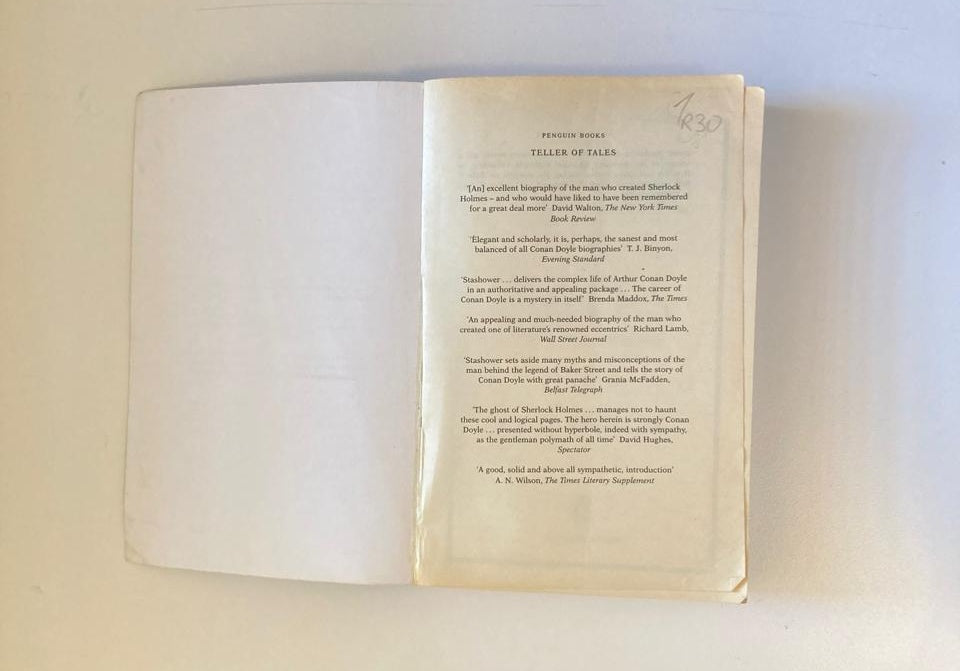 R30
PENGUIN BOOKS
TELLER OF TALES
'[An] excellent biography of the man who created Sherlock
Holmes – and who would have liked to have been remembered
for a great deal more' David Walton, The New York Times
Book Review
'Elegant and scholarly, it is, perhaps, the sanest and most
balanced of all Conan Doyle biographies' T. J. Binyon,
Evening Standard
'Stashower ... delivers the complex life of Arthur Conan Doyle
in an authoritative and appealing package ... The career of
Conan Doyle is a mystery in itself' Brenda Maddox, The Times
'An appealing and much-needed biography of the man who
created one of literature's renowned eccentrics' Richard Lamb,
Wall Street Journal
'Stashower sets aside many myths and misconceptions of the
man behind the legend of Baker Street and tells the story of
Conan Doyle with great panache' Grania McFadden,
Belfast Telegraph
'The ghost of Sherlock Holmes ... manages not to haunt
these cool and logical pages. The hero herein is strongly Conan
Doyle ... presented without hyperbole, indeed with sympathy,
as the gentleman polymath of all time' David Hughes,
Spectator
'A good, solid and above all sympathetic, introduction'
A. N. Wilson, The Times Literary Supplement